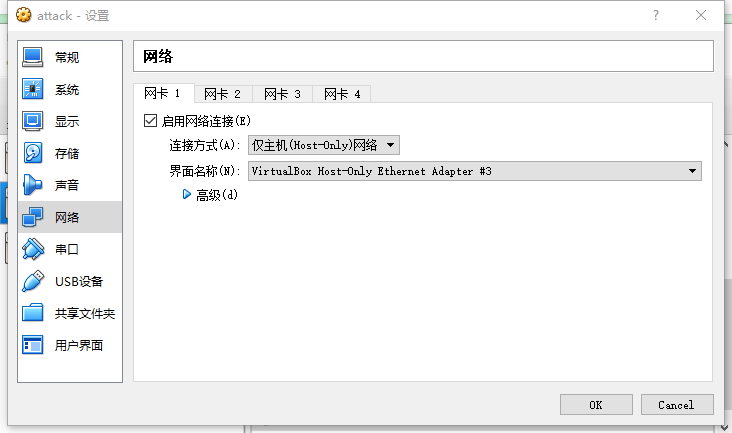 attack - 设置
常规
系统
显示
存储
声音
网络
串口
USB设备
共享文件夹
用户界面
网络
网卡 1 网卡 2 网卡 3 网卡 4
启用网络连接(E)
连接方式(A): 仅主机(Host-Only)网络
界面名称(N): VirtualBox Host-Only Ethernet Adapter #3
高级(d)
OK Cancel